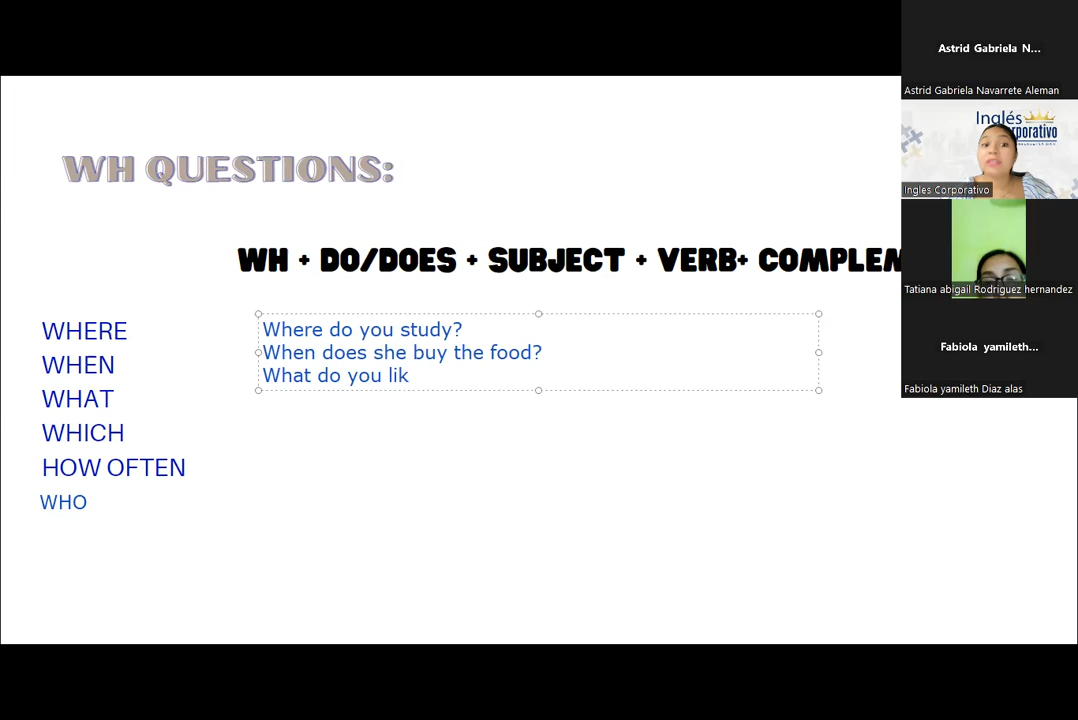 Astrid Gabriela N...
Astrid Gabriela Navarrete Aleman
Inglés
Corporativo
Ingles Corporativo
Tatiana abigail Rodriguez hernandez
Fabiola yamileth...
Fabiola yamileth Diaz alas
WH QUESTIONS:
WH + DO/DOES + SUBJECT + VERB+ COMPLEM
WHERE
WHEN
WHAT
WHICH
HOW OFTEN
WHO
Where do you study?
When does she buy the food?
What do you lik